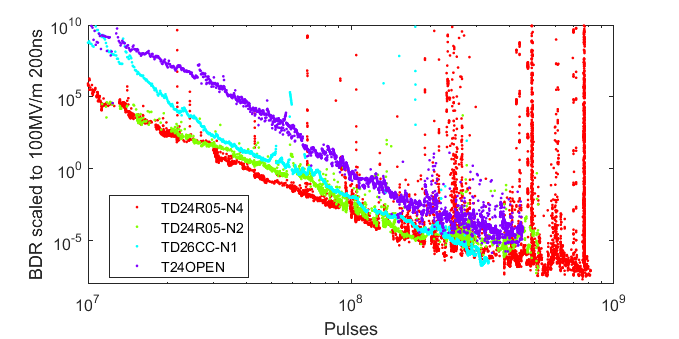 BDR scaled to 100MV/m 200ns
10^10
10^5
10^0
10^-5
TD24R05-N4
TD24R05-N2
TD26CC-N1
T24OPEN
10^7
10^8
10^9
Pulses